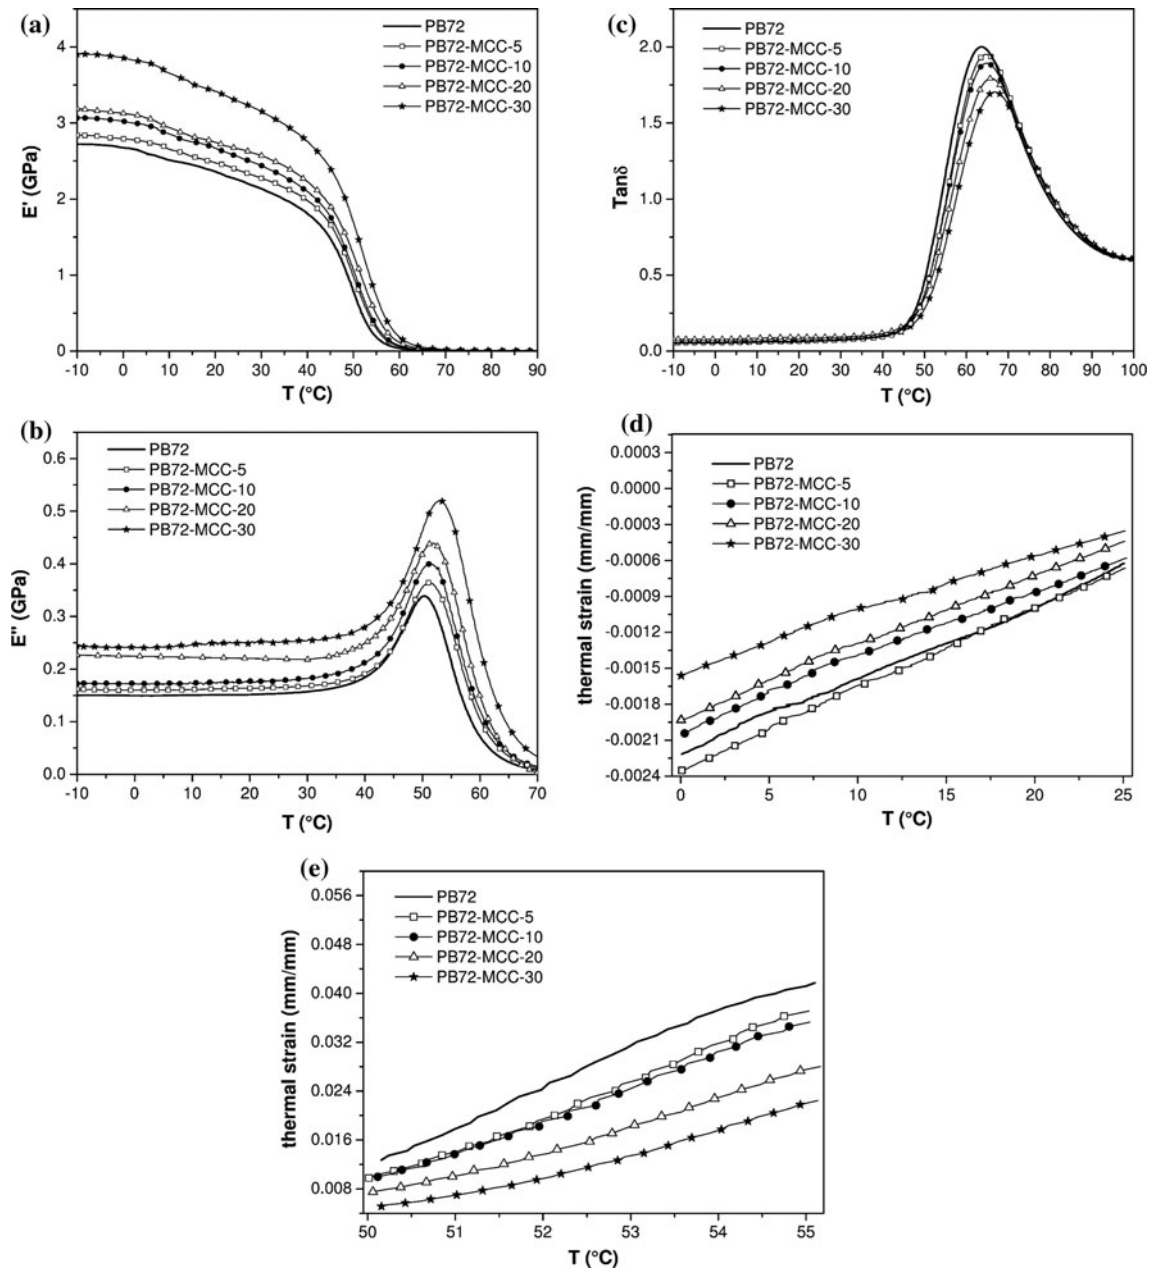 (a)
PB72
PB72-MCC-5
PB72-MCC-10
PB72-MCC-20
PB72-MCC-30
4
3
2
1
0
E' (GPa)
-10 0 10 20 30 40 50 60 70 80 90
T (°C)
(c)
PB72
PB72-MCC-5
PB72-MCC-10
PB72-MCC-20
PB72-MCC-30
2.0
1.5
1.0
0.5
0.0
Tanδ
-10 0 10 20 30 40 50 60 70 80 90 100
T (°C)
(b)
PB72
PB72-MCC-5
PB72-MCC-10
PB72-MCC-20
PB72-MCC-30
0.6
0.5
0.4
0.3
0.2
0.1
0.0
E'' (GPa)
-10 0 10 20 30 40 50 60 70
T (°C)
(d)
PB72
PB72-MCC-5
PB72-MCC-10
PB72-MCC-20
PB72-MCC-30
0.0003
0.0000
-0.0003
-0.0006
-0.0009
-0.0012
-0.0015
-0.0018
-0.0021
-0.0024
thermal strain (mm/mm)
0 5 10 15 20 25
T (°C)
(e)
PB72
PB72-MCC-5
PB72-MCC-10
PB72-MCC-20
PB72-MCC-30
0.056
0.048
0.040
0.032
0.024
0.016
0.008
thermal strain (mm/mm)
50 51 52 53 54 55
T (°C)